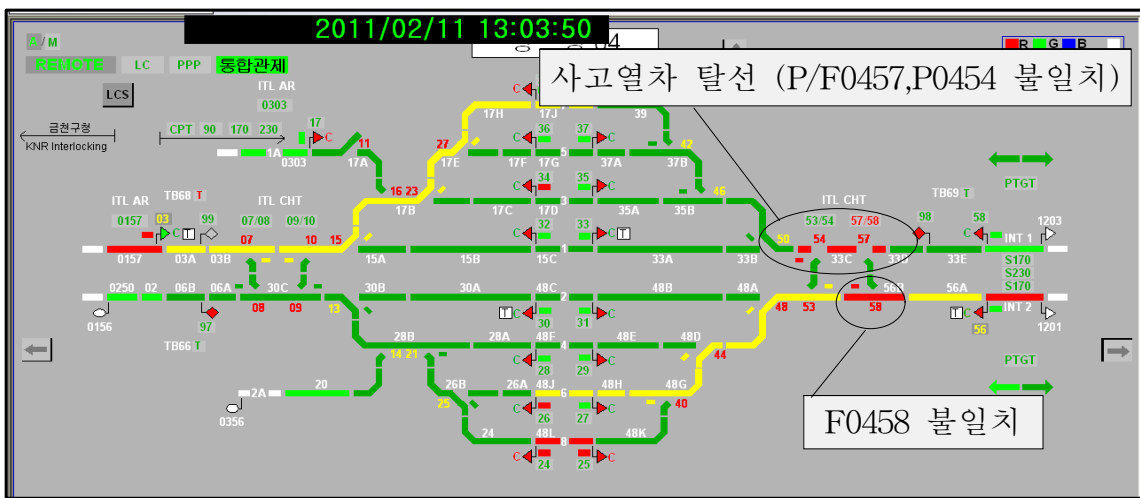 2011/02/11 13:03:50
R G B
M
REMOTE LC PPP 통합관제
LCS
사고열차 탈선 (P/F0457,P0454 불일치)
ITL AR
0303
금천구청
KNR Interlocking
CPT 90 170 230
17 C
11
1A 0303 17A
17H 17J 39
C 36 37 C
27 42
17E 17F 17G 5 37A 37B
C 34 35 C
16 23 46
17B 17C 17D 3 35A 35B
ITL AR TB68 T ITL CHT
0157 03 99 07/08 09/10
C T
C 32 33 C T
ITL CHT TB69 T
53/54 57/58 98 58 1203
C
PTGT
07 10 15 50 54 57
0157 03A 03B 15A 15B 15C 1 33A 33B 33C 33E INT 1
S170
S230
S170
0250 02 06B 06A 30C 30B 30A 48C 2 48B 48A 56B 56A
08 09 13 48 53 58 INT 2
0156 97 T C 30 31 C T C 56 1201
TB66 T
28B 28A 48F 4 48E 48D
14 21 44
C 28 29 C
PTGT
20 2A 26B 26A 48J 6 48H 48G
0356 25 40
C 26 27 C
F0458 불일치
24 48L 8 48K
C 24 25 C